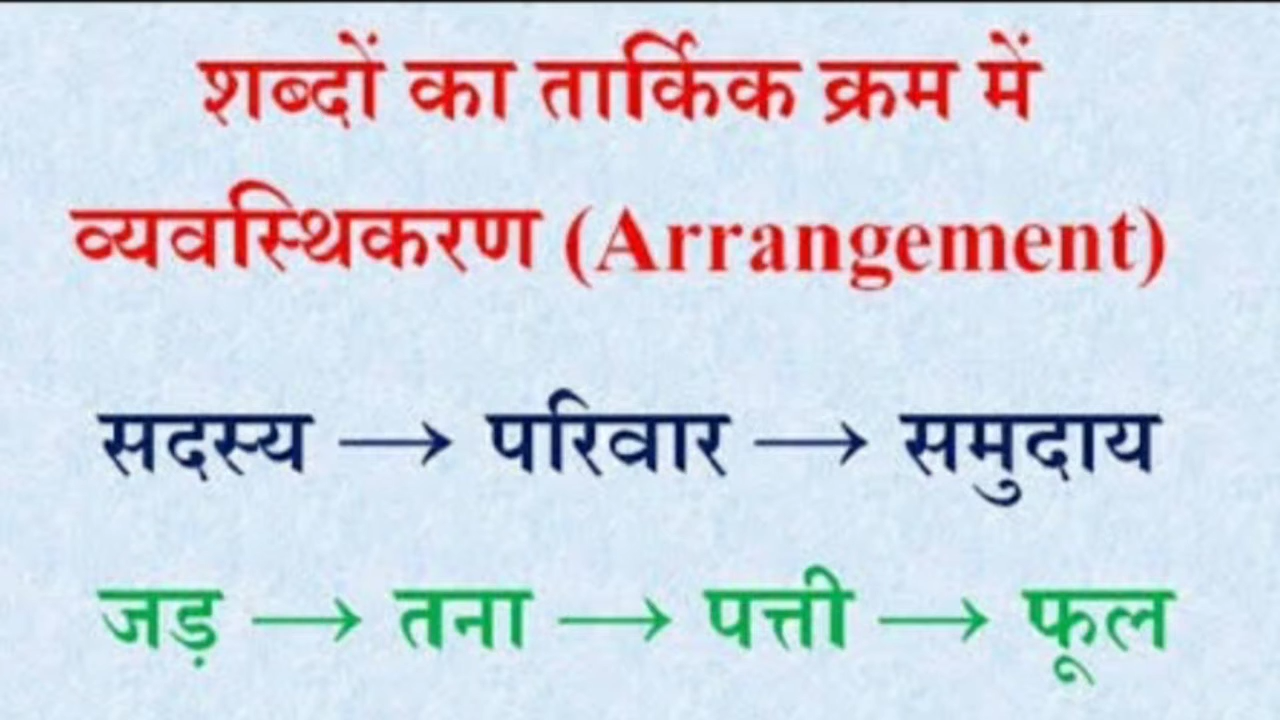 शब्दों का तार्किक क्रम में
व्यवस्थिकरण (Arrangement)
सदस्य → परिवार → समुदाय
जड़ → तना → पत्ती → फूल